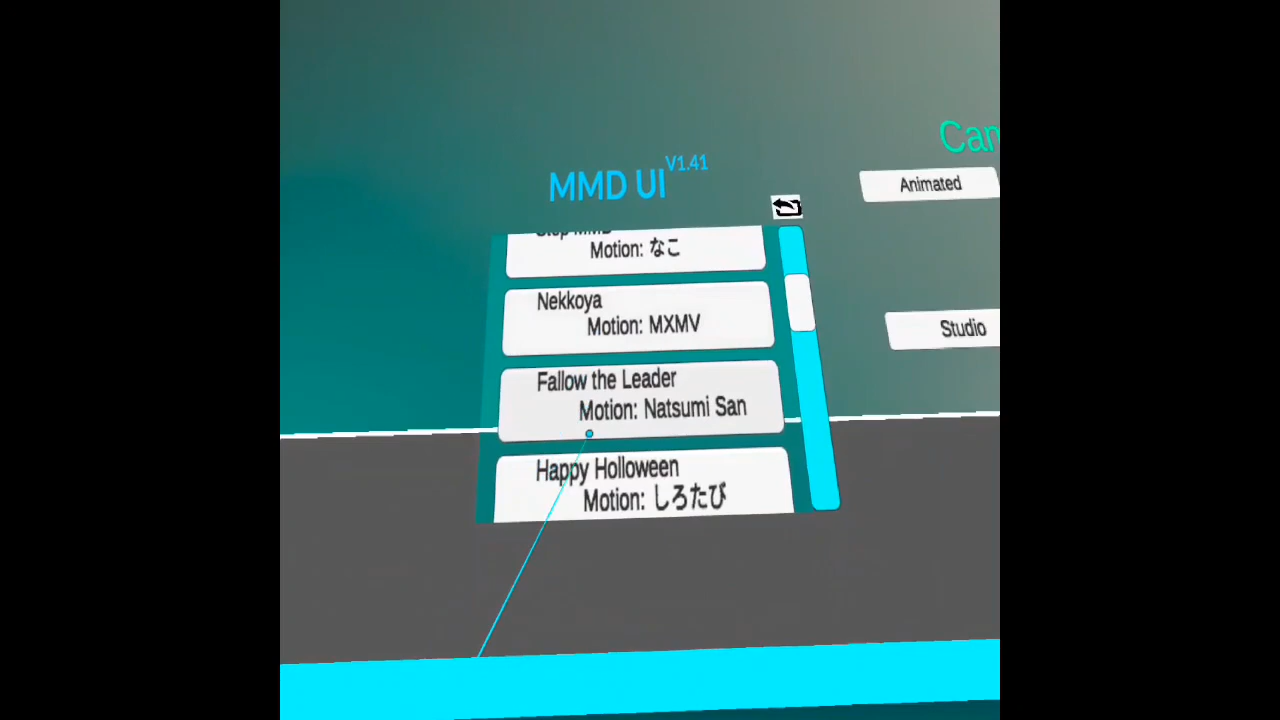 MMD UI V1.41
Motion: なこ
Nekkoya
Motion: MXMV
Fallow the Leader
Motion: Natsumi San
Happy Holloween
Motion: しろたび
Animated
Studio